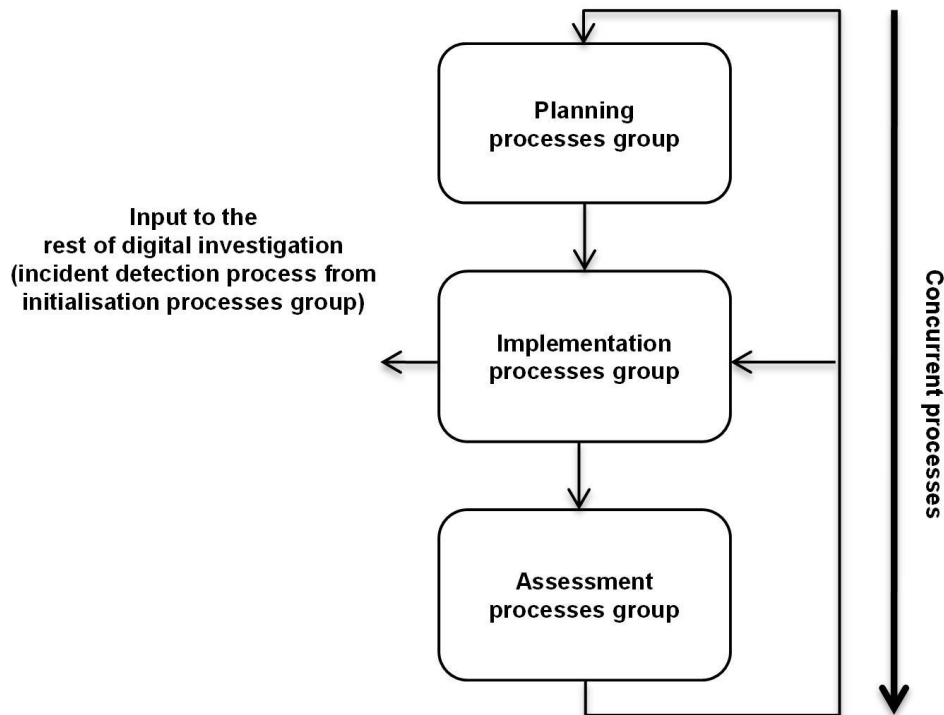 Planning
processes group
Input to the
rest of digital investigation
(incident detection process from
initialisation processes group)
Implementation
processes group
Assessment
processes group
Concurrent processes